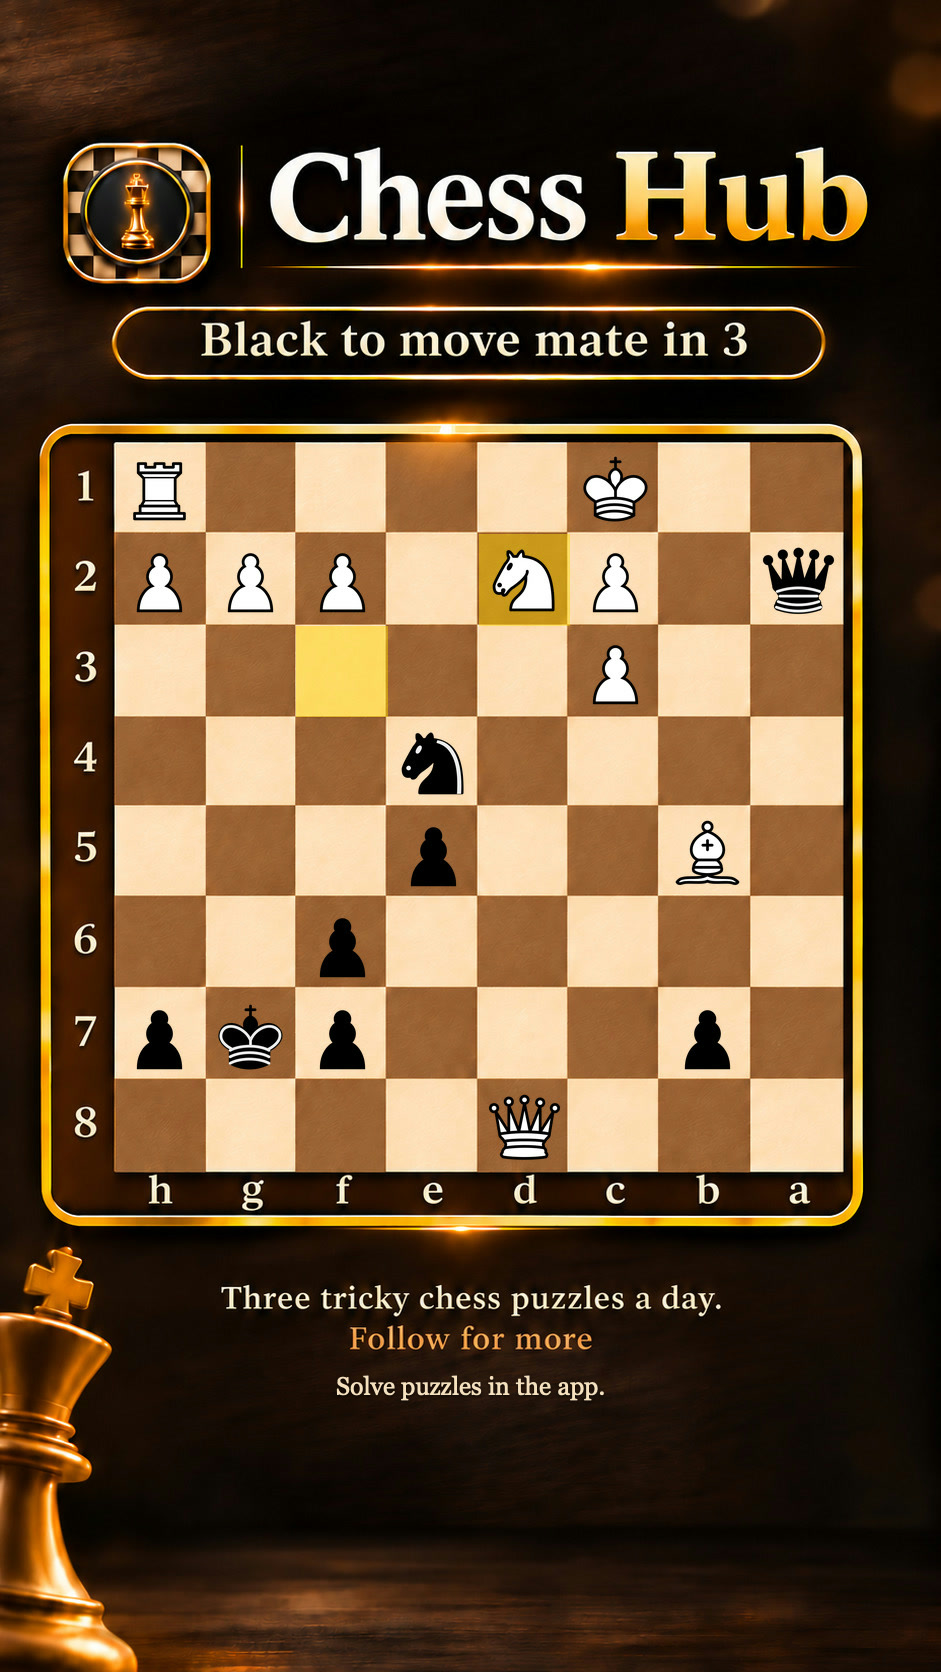 Chess Hub
Black to move mate in 3
1
2
3
4
5
6
7
8
h g f e d c b a
Three tricky chess puzzles a day.
Follow for more
Solve puzzles in the app.